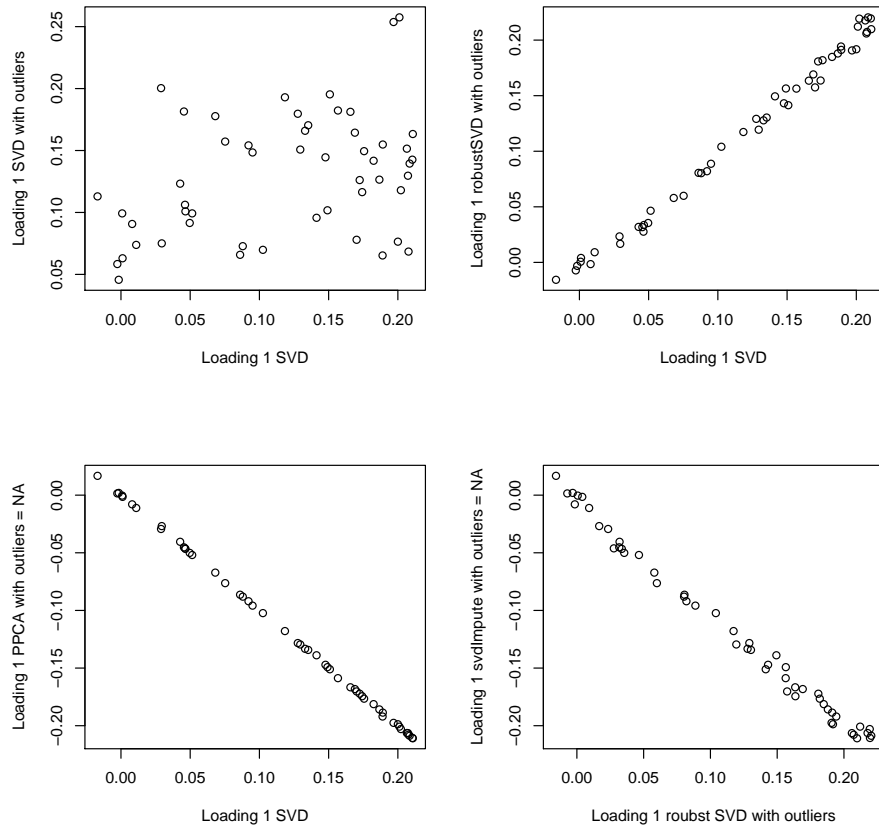 Loading 1 SVD with outliers
0.05 0.10 0.15 0.20 0.25
0.00 0.05 0.10 0.15 0.20
Loading 1 SVD
Loading 1 robustSVD with outliers
0.00 0.05 0.10 0.15 0.20
0.00 0.05 0.10 0.15 0.20
Loading 1 SVD
Loading 1 PPCA with outliers = NA
−0.20 −0.15 −0.10 −0.05 0.00
0.00 0.05 0.10 0.15 0.20
Loading 1 SVD
Loading 1 svdImpute with outliers = NA
−0.20 −0.15 −0.10 −0.05 0.00
0.00 0.05 0.10 0.15 0.20
Loading 1 roubst SVD with outliers